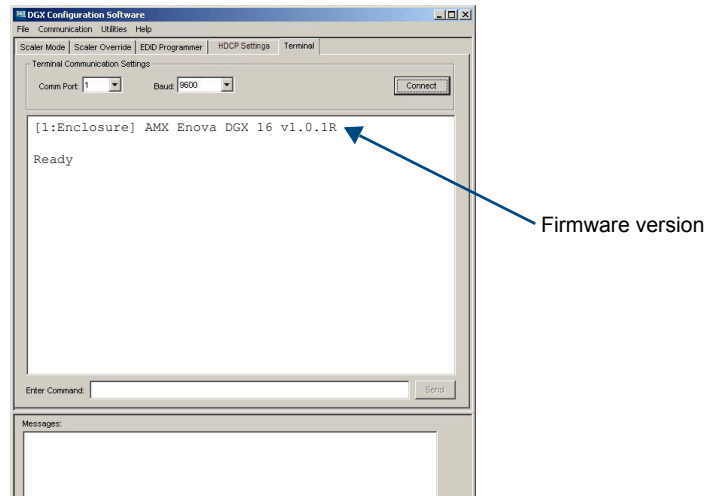 DGX Configuration Software
File Communication Utilities Help
Scaler Mode Scaler Override EDID Programmer HDCP Settings Terminal
Terminal Communication Settings
Comm Port: 1 Baud: 9600 Connect
[1:Enclosure] AMX Enova DGX 16 v1.0.1R
Ready
Firmware version
Enter Command: Send
Messages: